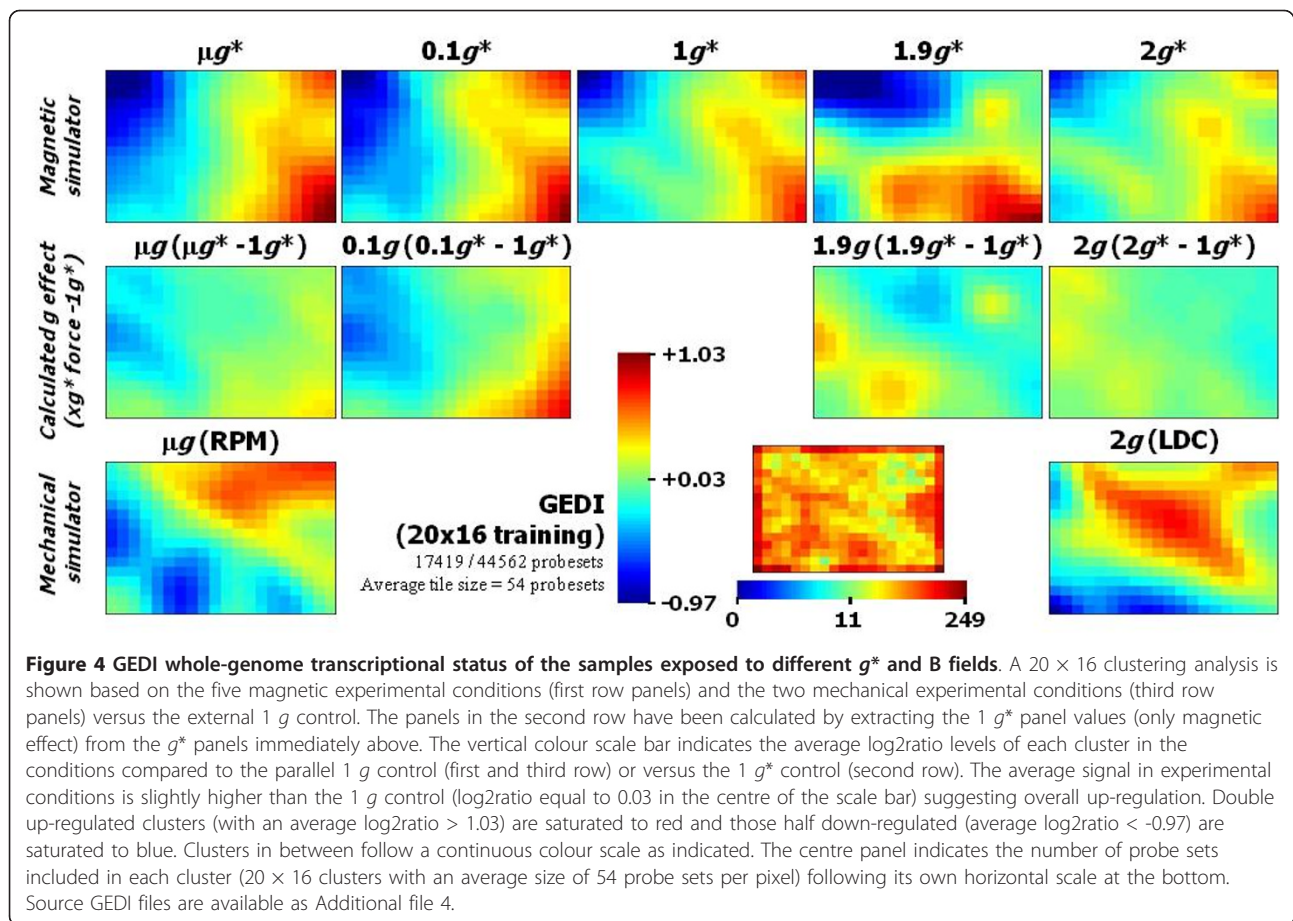 μg* 0.1g* 1g* 1.9g* 2g*
Magnetic
simulator
μg (μg* -1g*) 0.1g (0.1g* - 1g*) 1.9g (1.9g* - 1g*) 2g (2g* - 1g*)
Calculated g effect
(xg* force -1g*)
+1.03
+0.03
-0.97
μg (RPM) 2g (LDC)
Mechanical
simulator
GEDI
(20x16 training)
17419 / 44562 probesets
Average tile size = 54 probesets
0 11 249
Figure 4 GEDI whole-genome transcriptional status of the samples exposed to different g* and B fields. A 20 × 16 clustering analysis is
shown based on the five magnetic experimental conditions (first row panels) and the two mechanical experimental conditions (third row
panels) versus the external 1 g control. The panels in the second row have been calculated by extracting the 1 g* panel values (only magnetic
effect) from the g* panels immediately above. The vertical colour scale bar indicates the average log2ratio levels of each cluster in the
conditions compared to the parallel 1 g control (first and third row) or versus the 1 g* control (second row). The average signal in experimental
conditions is slightly higher than the 1 g control (log2ratio equal to 0.03 in the centre of the scale bar) suggesting overall up-regulation. Double
up-regulated clusters (with an average log2ratio > 1.03) are saturated to red and those half down-regulated (average log2ratio < -0.97) are
saturated to blue. Clusters in between follow a continuous colour scale as indicated. The centre panel indicates the number of probe sets
included in each cluster (20 × 16 clusters with an average size of 54 probe sets per pixel) following its own horizontal scale at the bottom.
Source GEDI files are available as Additional file 4.